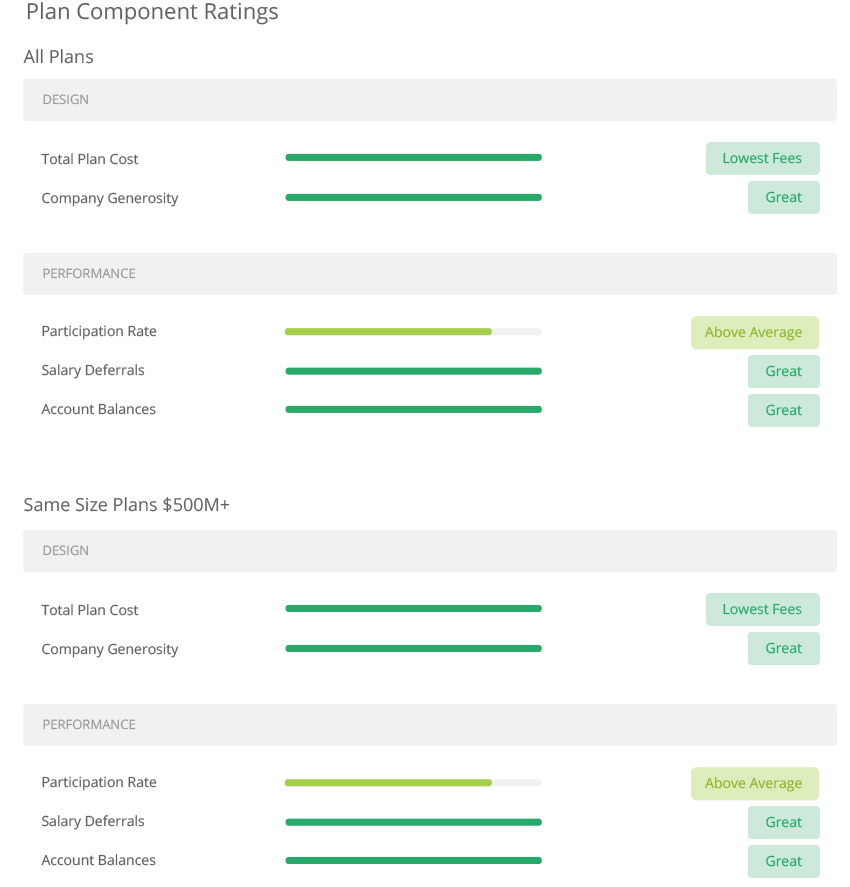 Plan Component Ratings
All Plans
DESIGN
Total Plan Cost Lowest Fees
Company Generosity Great
PERFORMANCE
Participation Rate Above Average
Salary Deferrals Great
Account Balances Great
Same Size Plans $500M+
DESIGN
Total Plan Cost Lowest Fees
Company Generosity Great
PERFORMANCE
Participation Rate Above Average
Salary Deferrals Great
Account Balances Great